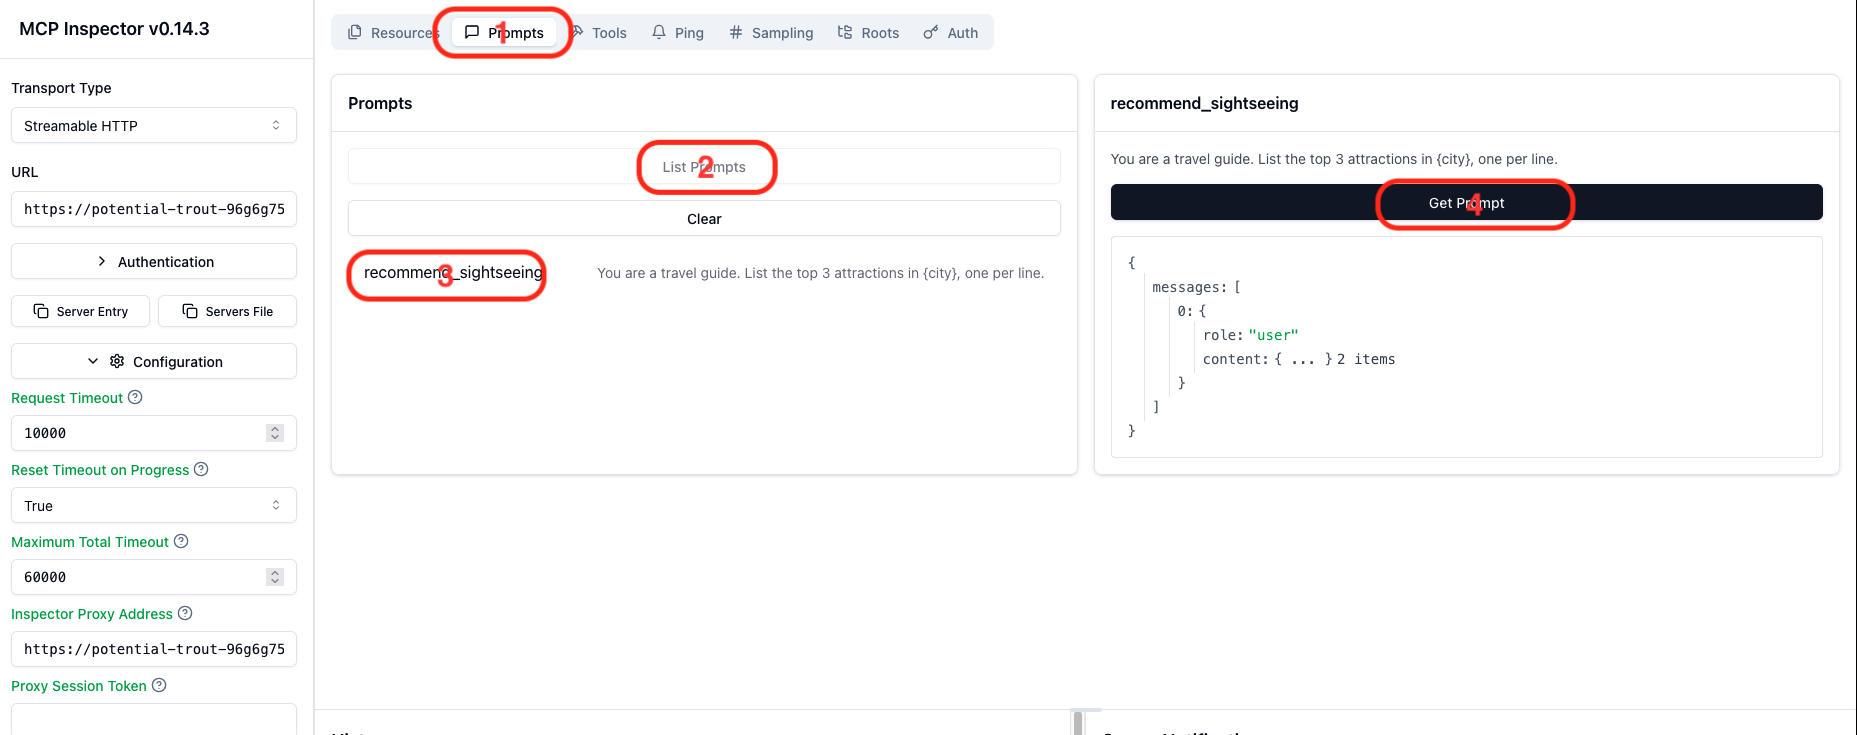 MCP Inspector v0.14.3
Transport Type
Streamable HTTP
URL
https://potential-trout-96g6g75
Authentication
Server Entry
Servers File
Configuration
Request Timeout
10000
Reset Timeout on Progress
True
Maximum Total Timeout
60000
Inspector Proxy Address
https://potential-trout-96g6g75
Proxy Session Token
Resources
Prompts
1
Tools
Ping
Sampling
Roots
Auth
Prompts
List Prompts
2
Clear
recommend_sightseeing
3
You are a travel guide. List the top 3 attractions in {city}, one per line.
recommend_sightseeing
You are a travel guide. List the top 3 attractions in {city}, one per line.
Get Prompt
4
{
messages: [
0: {
role: "user"
content: { ... } 2 items
}
]
}